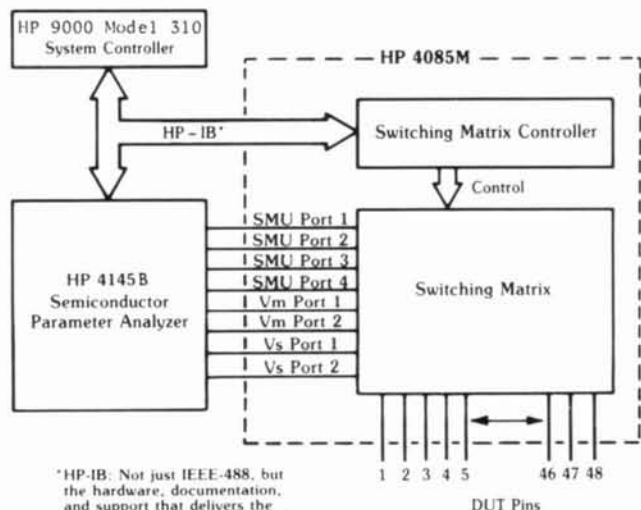 HP 9000 Model 310
System Controller
HP 4085M
HP-IB*
Switching Matrix Controller
Control
SMU Port 1
SMU Port 2
SMU Port 3
SMU Port 4
Vm Port 1
Vm Port 2
Vs Port 1
Vs Port 2
HP 4145B
Semiconductor
Parameter Analyzer
Switching Matrix
1 2 3 4 5 46 47 48
DUT Pins
*HP-IB: Not just IEEE-488, but
the hardware, documentation,
and support that delivers the